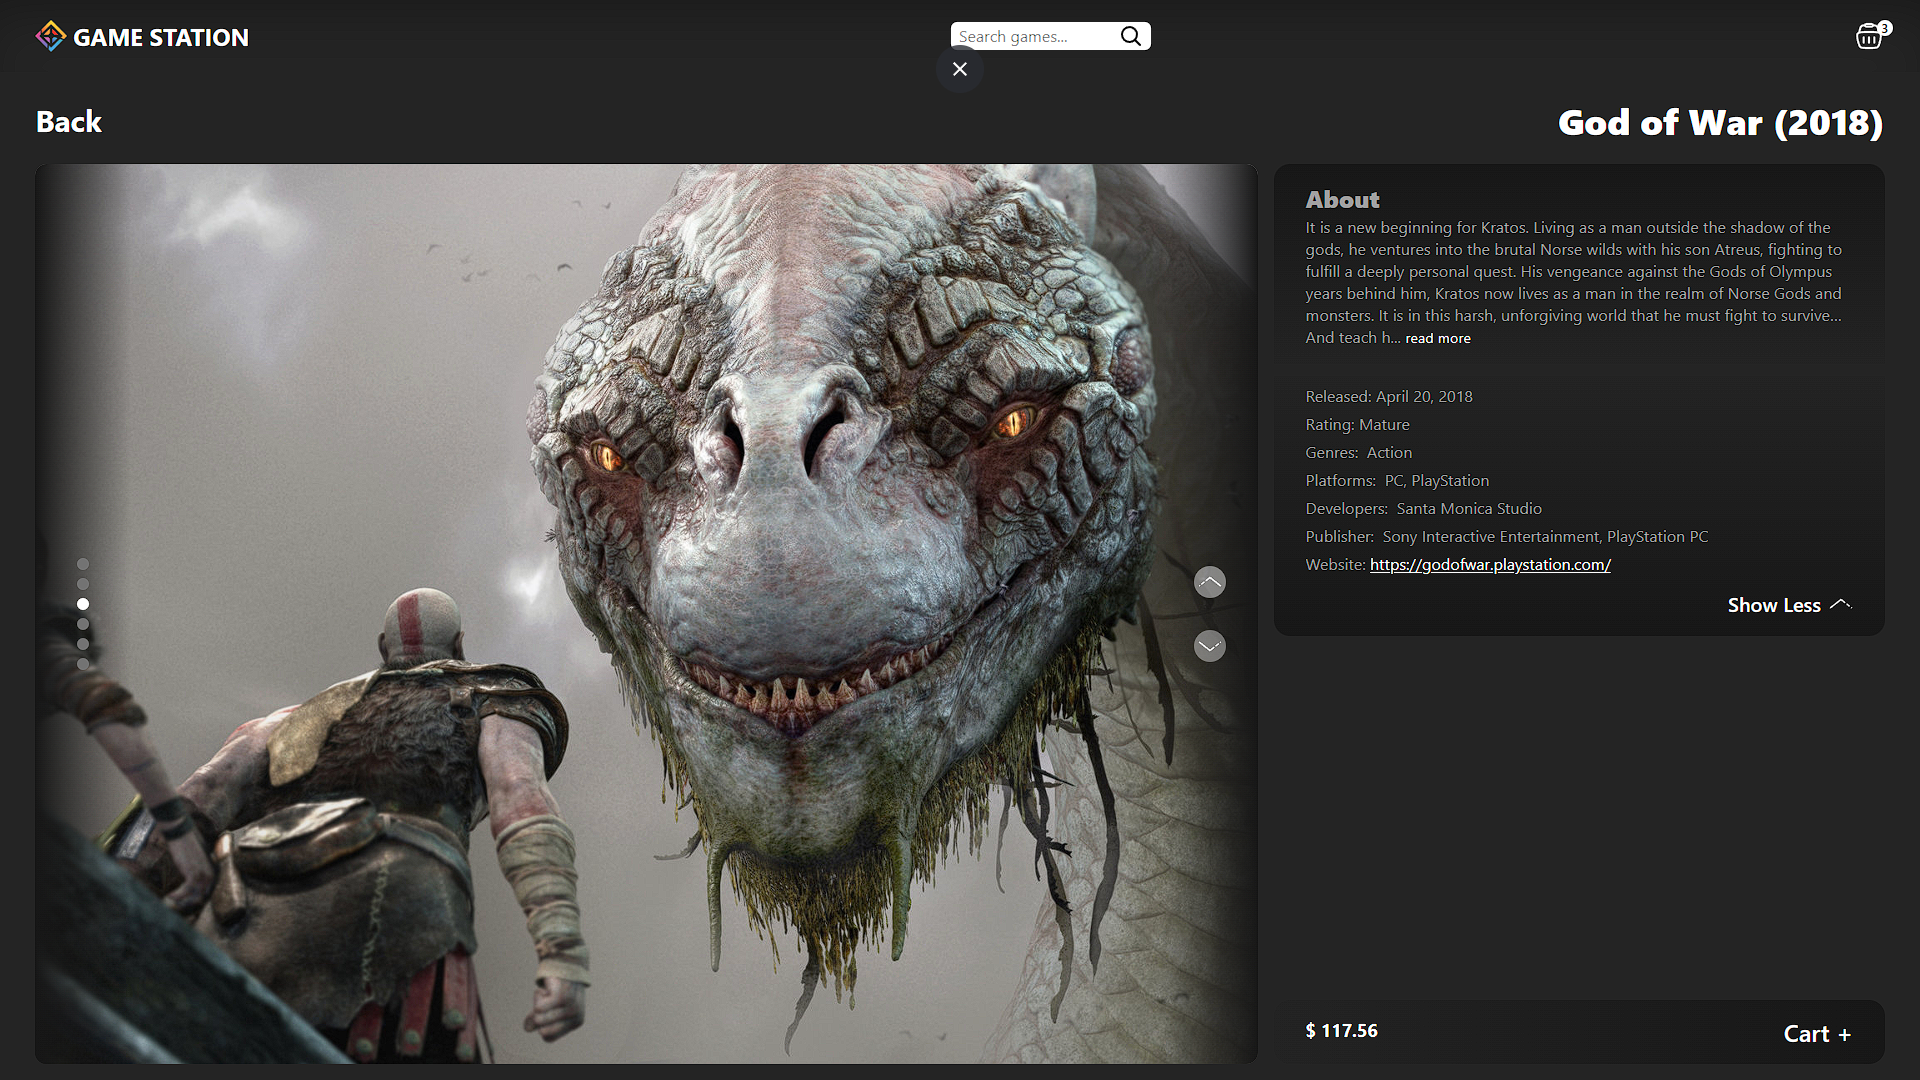 GAME STATION
Search games...
3
Back
God of War (2018)
About
It is a new beginning for Kratos. Living as a man outside the shadow of the
gods, he ventures into the brutal Norse wilds with his son Atreus, fighting to
fulfill a deeply personal quest. His vengeance against the Gods of Olympus
years behind him, Kratos now lives as a man in the realm of Norse Gods and
monsters. It is in this harsh, unforgiving world that he must fight to survive...
And teach h... read more
Released: April 20, 2018
Rating: Mature
Genres: Action
Platforms: PC, PlayStation
Developers: Santa Monica Studio
Publisher: Sony Interactive Entertainment, PlayStation PC
Website: https://godofwar.playstation.com/
Show Less
$ 117.56
Cart +